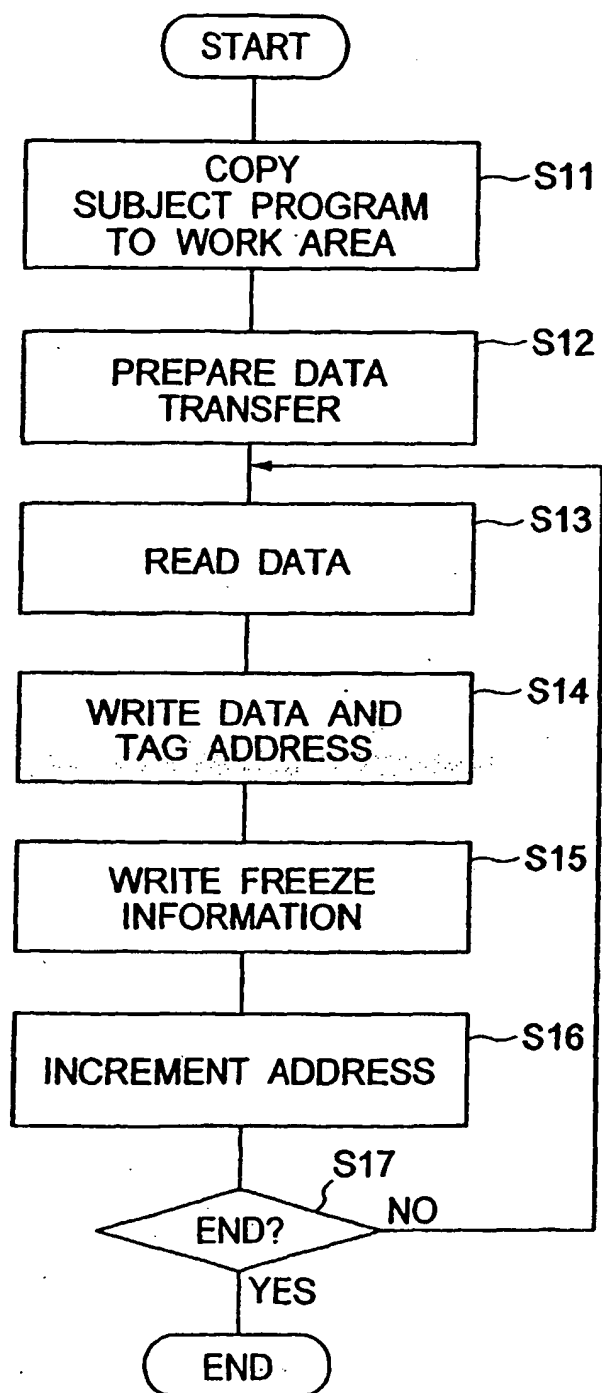 START
COPY
SUBJECT PROGRAM
TO WORK AREA
S11
PREPARE DATA
TRANSFER
S12
READ DATA
S13
WRITE DATA AND
TAG ADDRESS
S14
WRITE FREEZE
INFORMATION
S15
INCREMENT ADDRESS
S16
S17
END?
NO
YES
END